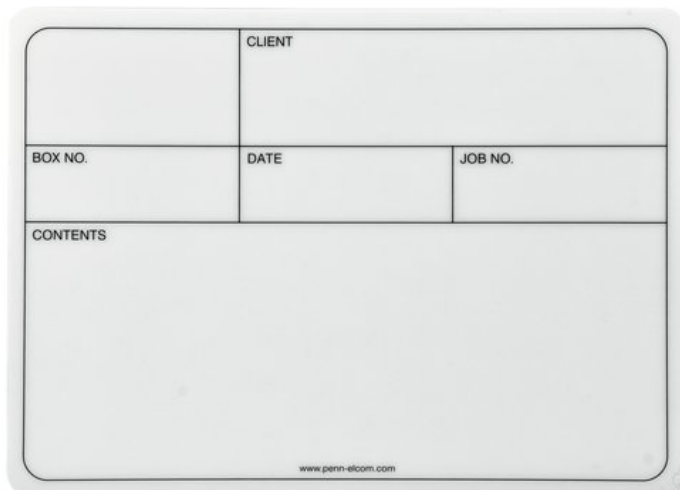 CLIENT
BOX NO.
DATE
JOB NO.
CONTENTS
www.penn-elcom.com